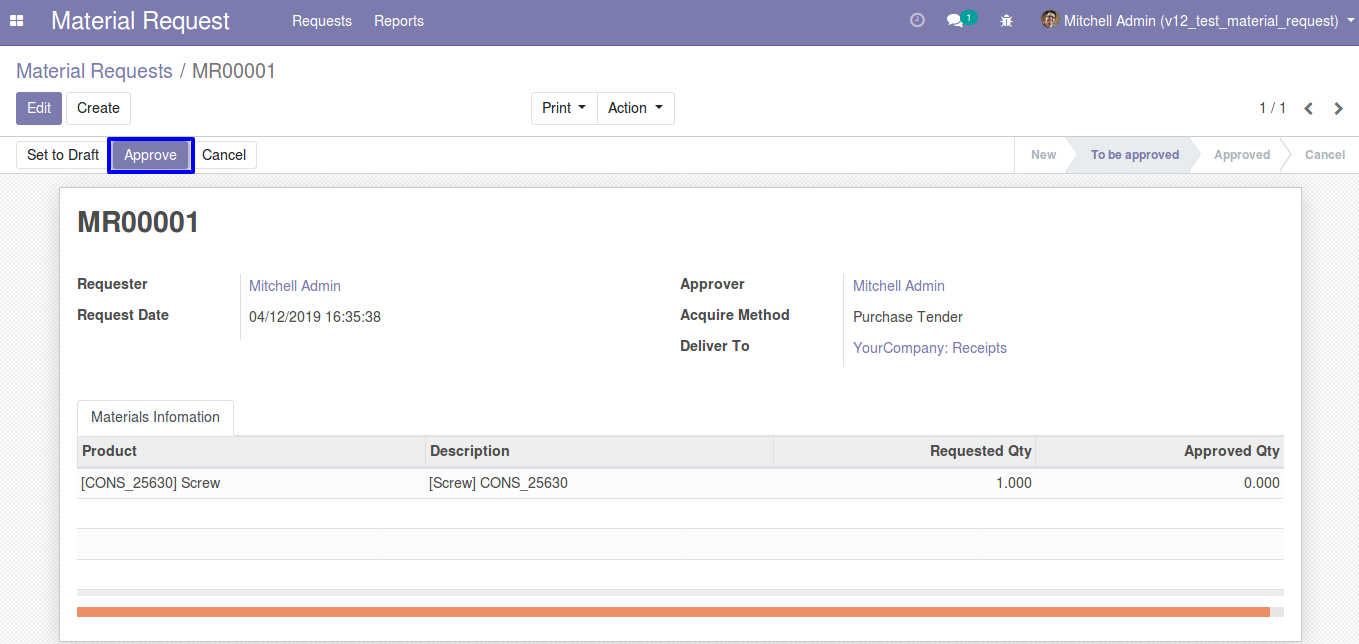 Material Request Requests Reports 1 Mitchell Admin (v12_test_material_request)
Material Requests / MR00001
Edit Create Print Action 1 / 1
Set to Draft Approve Cancel New To be approved Approved Cancel
MR00001
Requester Mitchell Admin Approver Mitchell Admin
Request Date 04/12/2019 16:35:38 Acquire Method Purchase Tender
Deliver To YourCompany: Receipts
Materials Infomation
Product Description Requested Qty Approved Qty
[CONS_25630] Screw [Screw] CONS_25630 1.000 0.000